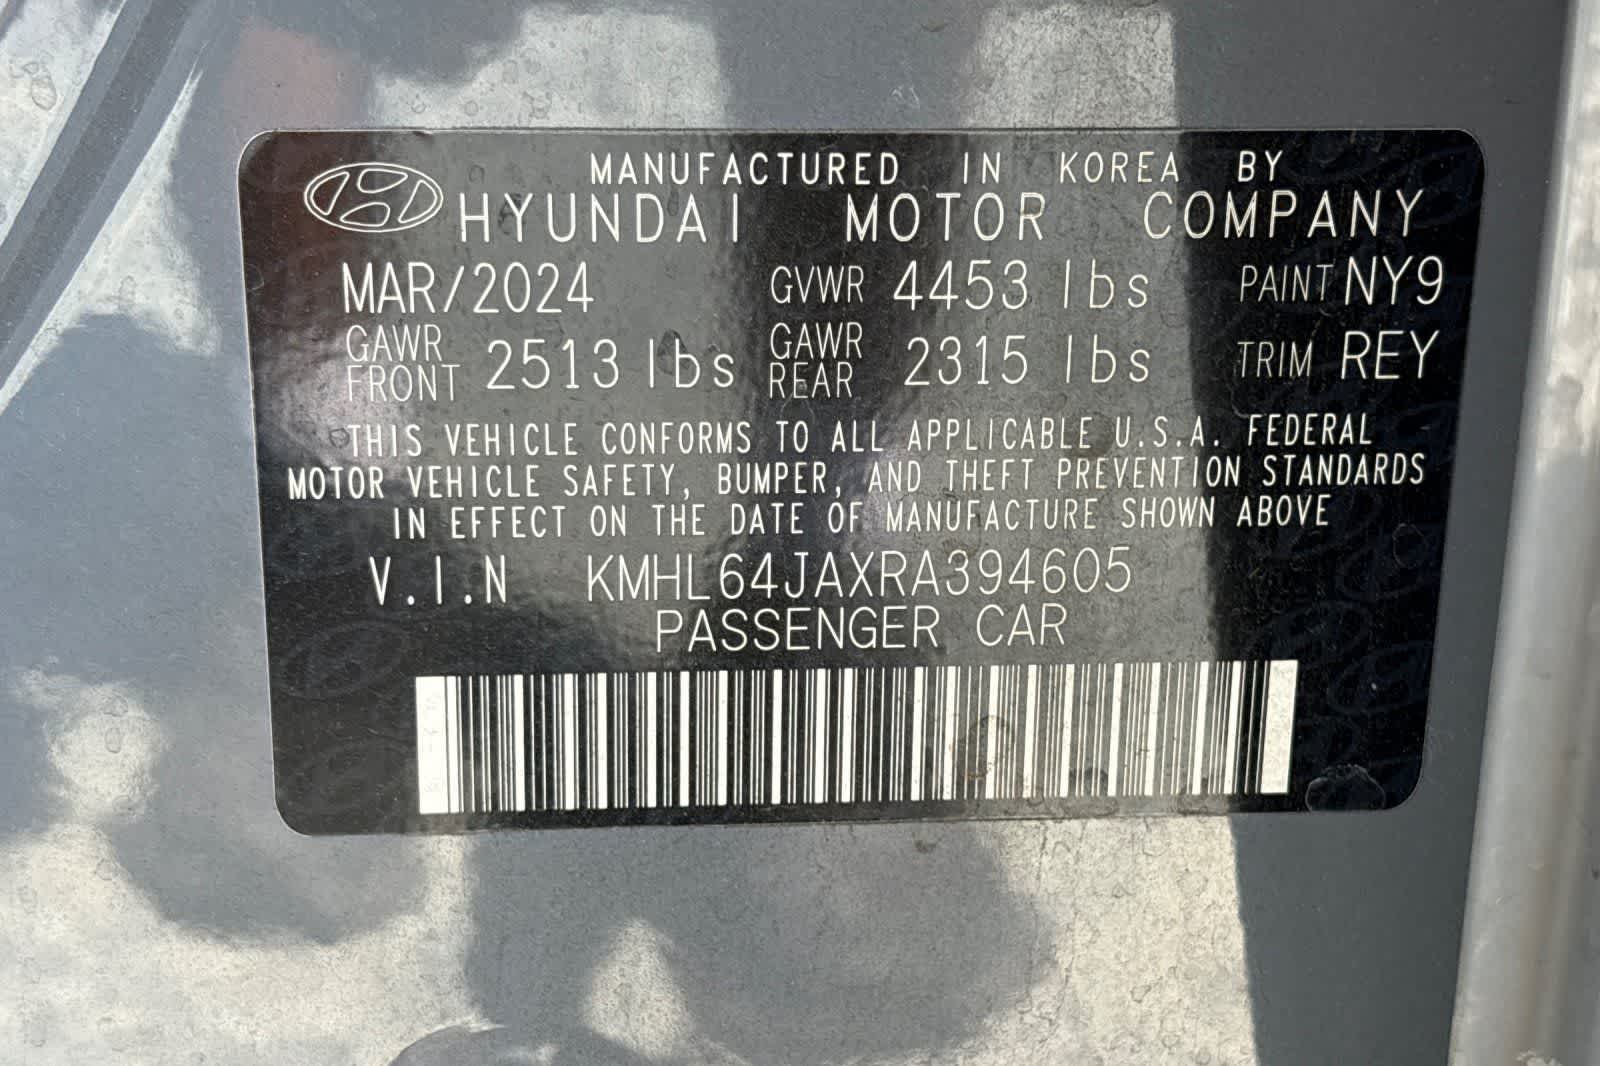 MANUFACTURED IN KOREA BY
HYUNDAI MOTOR COMPANY
MAR/2024 GVWR 4453 lbs PAINT NY9
GAWR FRONT 2513 lbs GAWR REAR 2315 lbs TRIM REY
THIS VEHICLE CONFORMS TO ALL APPLICABLE U.S.A. FEDERAL
MOTOR VEHICLE SAFETY, BUMPER, AND THEFT PREVENTION STANDARDS
IN EFFECT ON THE DATE OF MANUFACTURE SHOWN ABOVE
V.I.N KMHL64JAXRA394605
PASSENGER CAR